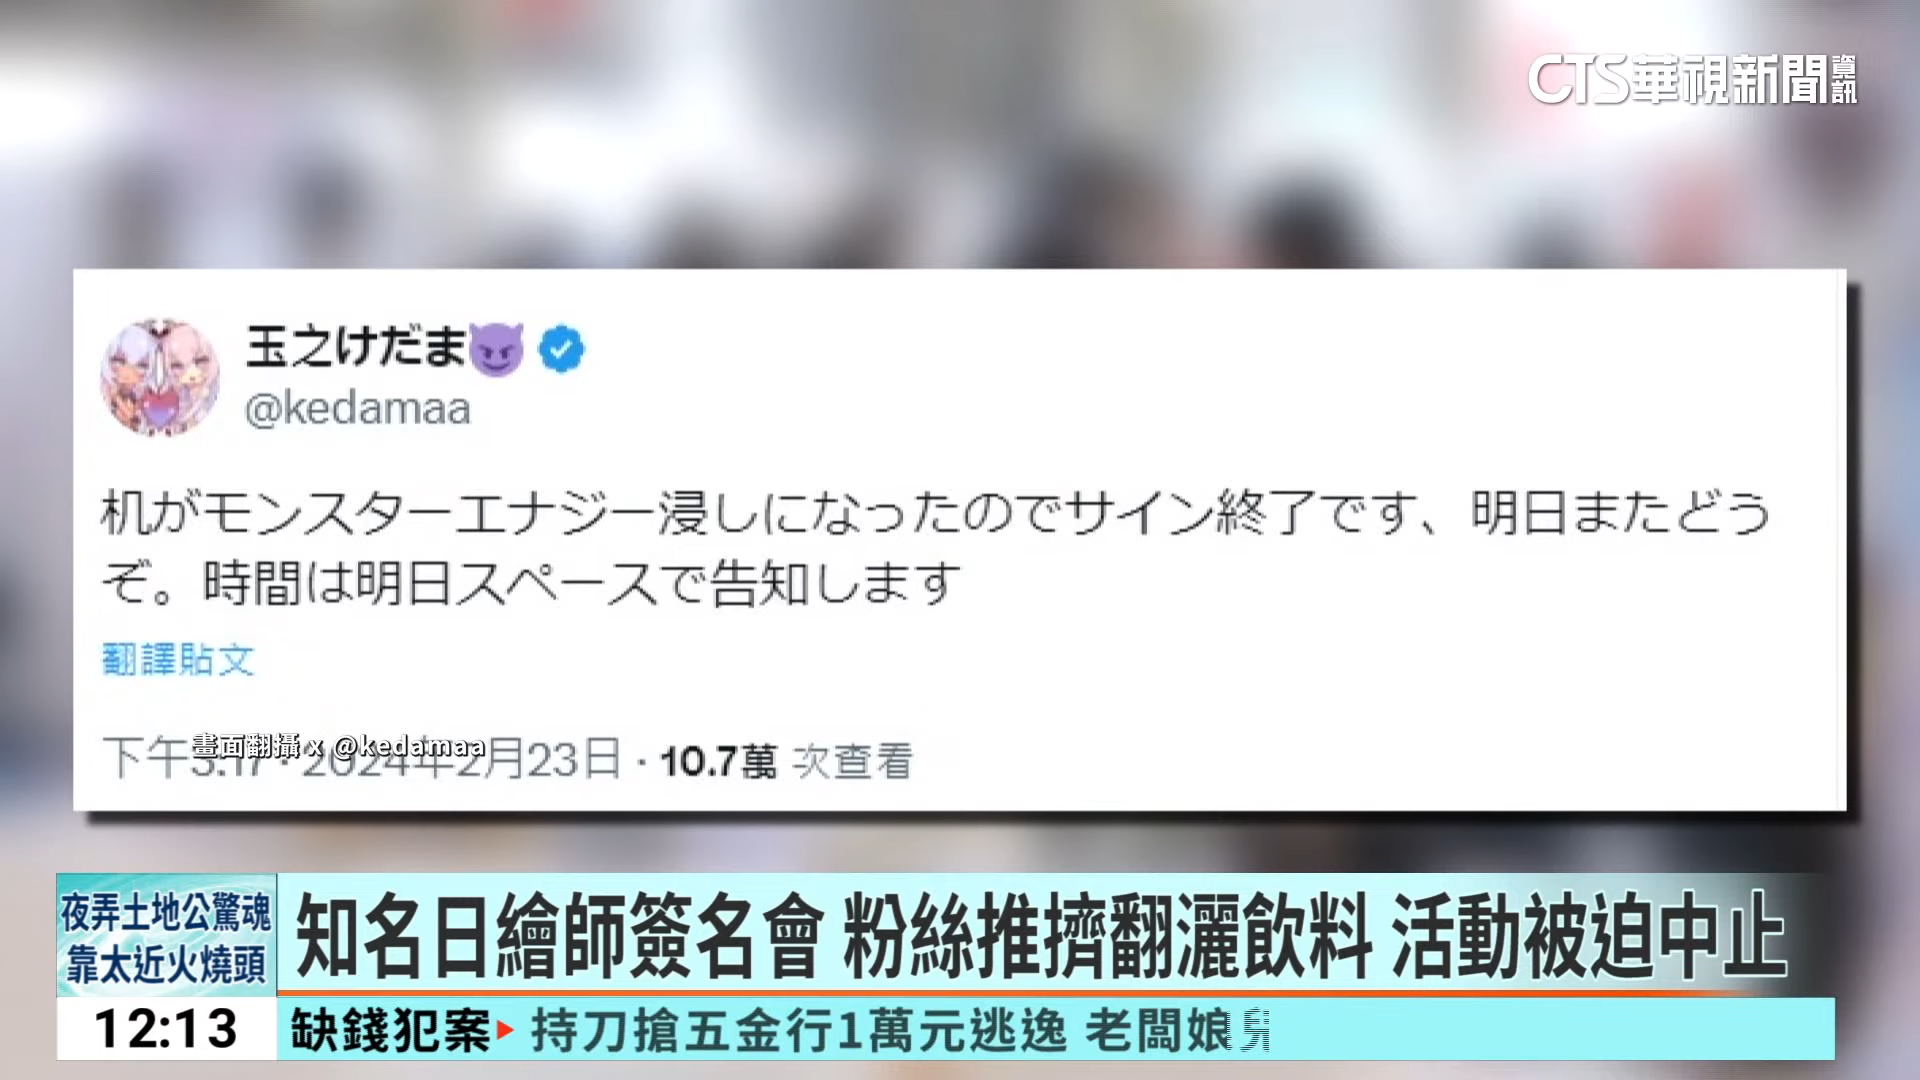 CTS華視新聞資訊
玉之けだま😈
@kedamaa
机がモンスターエナジー浸しになったのでサイン終了です、明日またどう
ぞ。時間は明日スペースで告知します
翻譯貼文
下午5:17 · 2024年2月23日 · 10.7萬 次查看
畫面翻攝 x @kedamaa
夜弄土地公驚魂
靠太近火燒頭
知名日繪師簽名會 粉絲推擠翻灑飲料 活動被迫中止
12:13
缺錢犯案▸持刀搶五金行1萬元逃逸 老闆娘